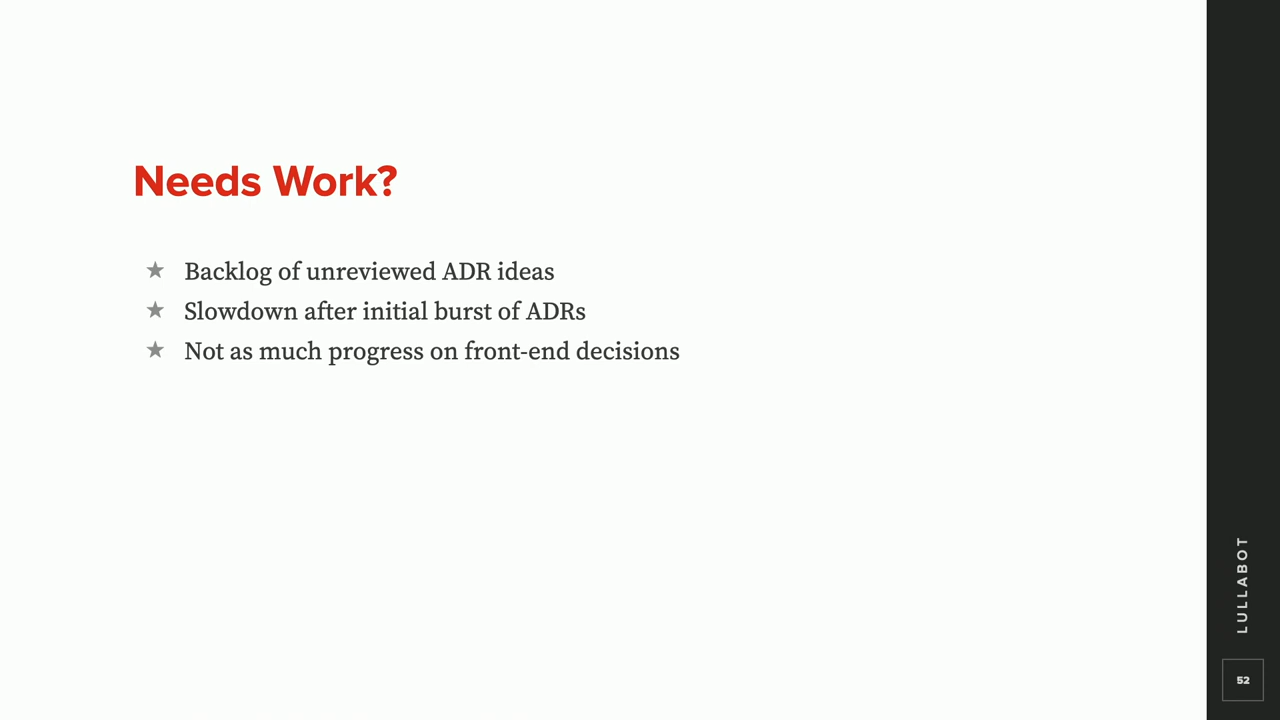 Needs Work?
★ Backlog of unreviewed ADR ideas
★ Slowdown after initial burst of ADRs
★ Not as much progress on front-end decisions
LULLABOT
52